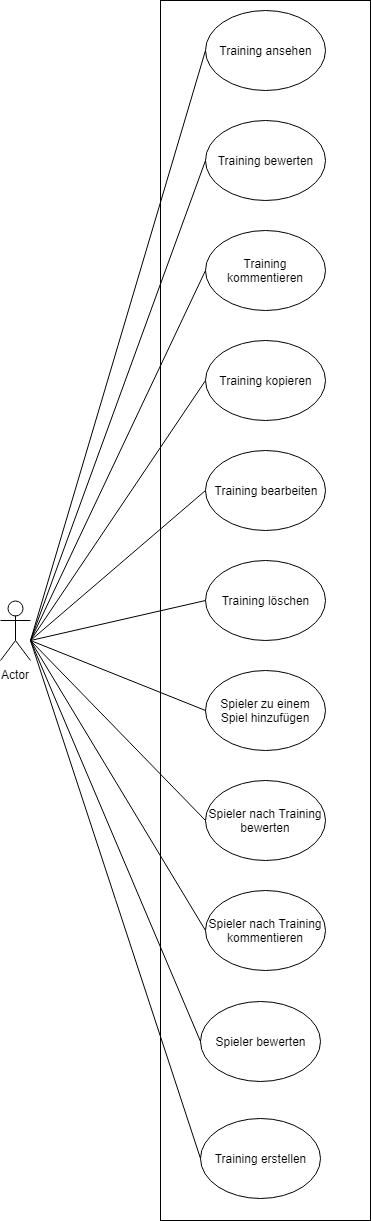 Training ansehen
Training bewerten
Training
kommentieren
Training kopieren
Training bearbeiten
Training löschen
Actor
Spieler zu einem
Spiel hinzufügen
Spieler nach Training
bewerten
Spieler nach Training
kommentieren
Spieler bewerten
Training erstellen